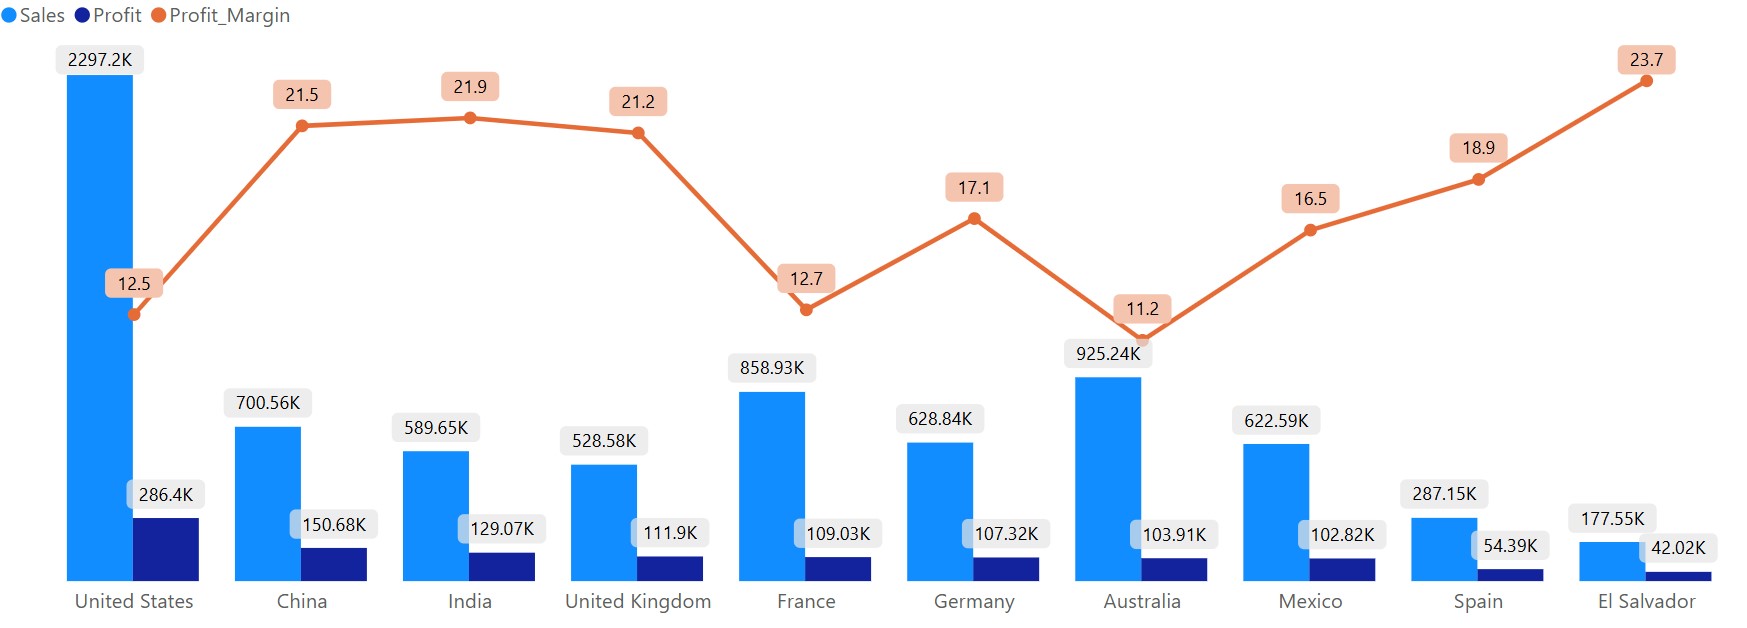 Sales Profit Profit_Margin
2297.2K
23.7
21.9
21.5
21.2
18.9
17.1
16.5
12.5
12.7
11.2
925.24K
858.93K
700.56K
628.84K
622.59K
589.65K
528.58K
286.4K
287.15K
177.55K
150.68K
129.07K
111.9K
109.03K
107.32K
103.91K
102.82K
54.39K
42.02K
United States China India United Kingdom France Germany Australia Mexico Spain El Salvador